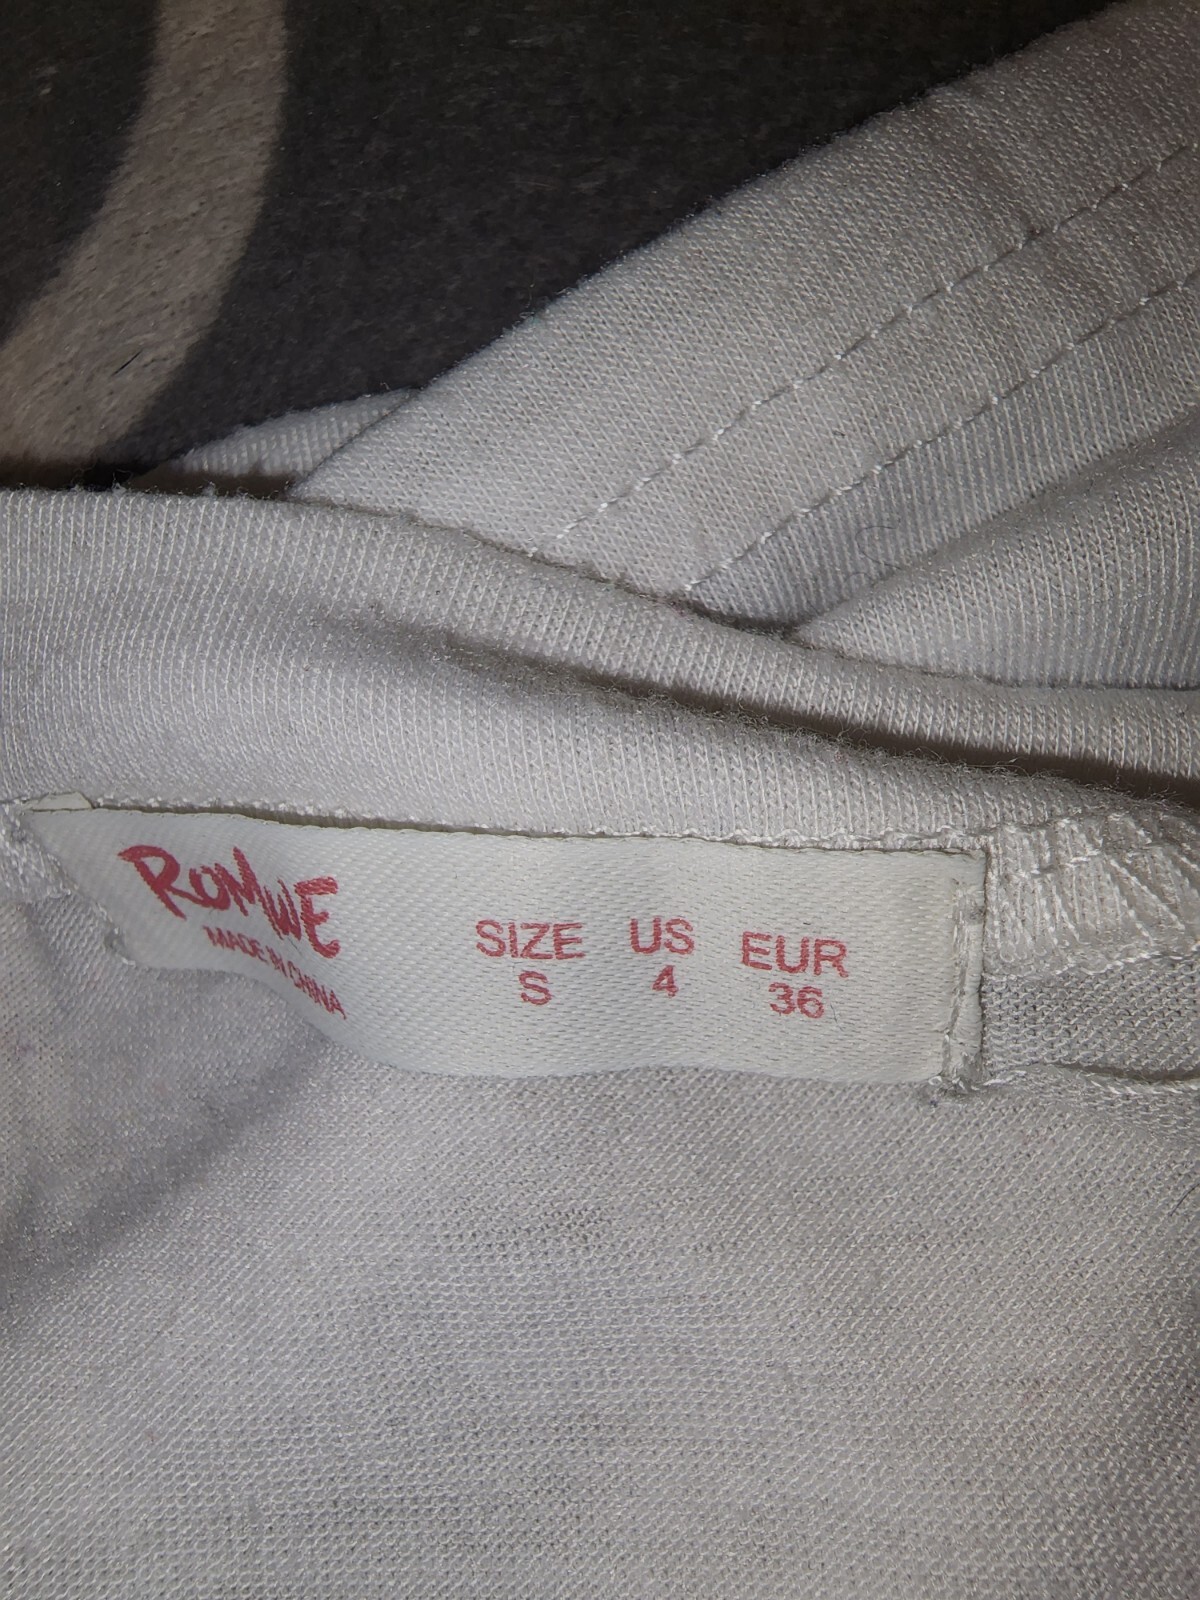 ROMWE
MADE IN CHINA
SIZE US EUR
S 4 36